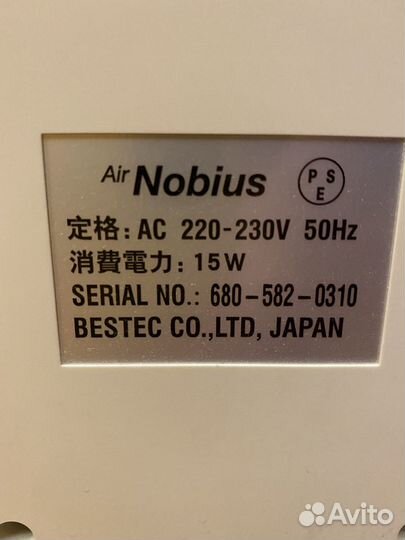 Air Nobius PSE
定格: AC 220-230V 50Hz
消費電力: 15W
SERIAL NO.: 680-582-0310
BESTEC CO.,LTD, JAPAN
Avito